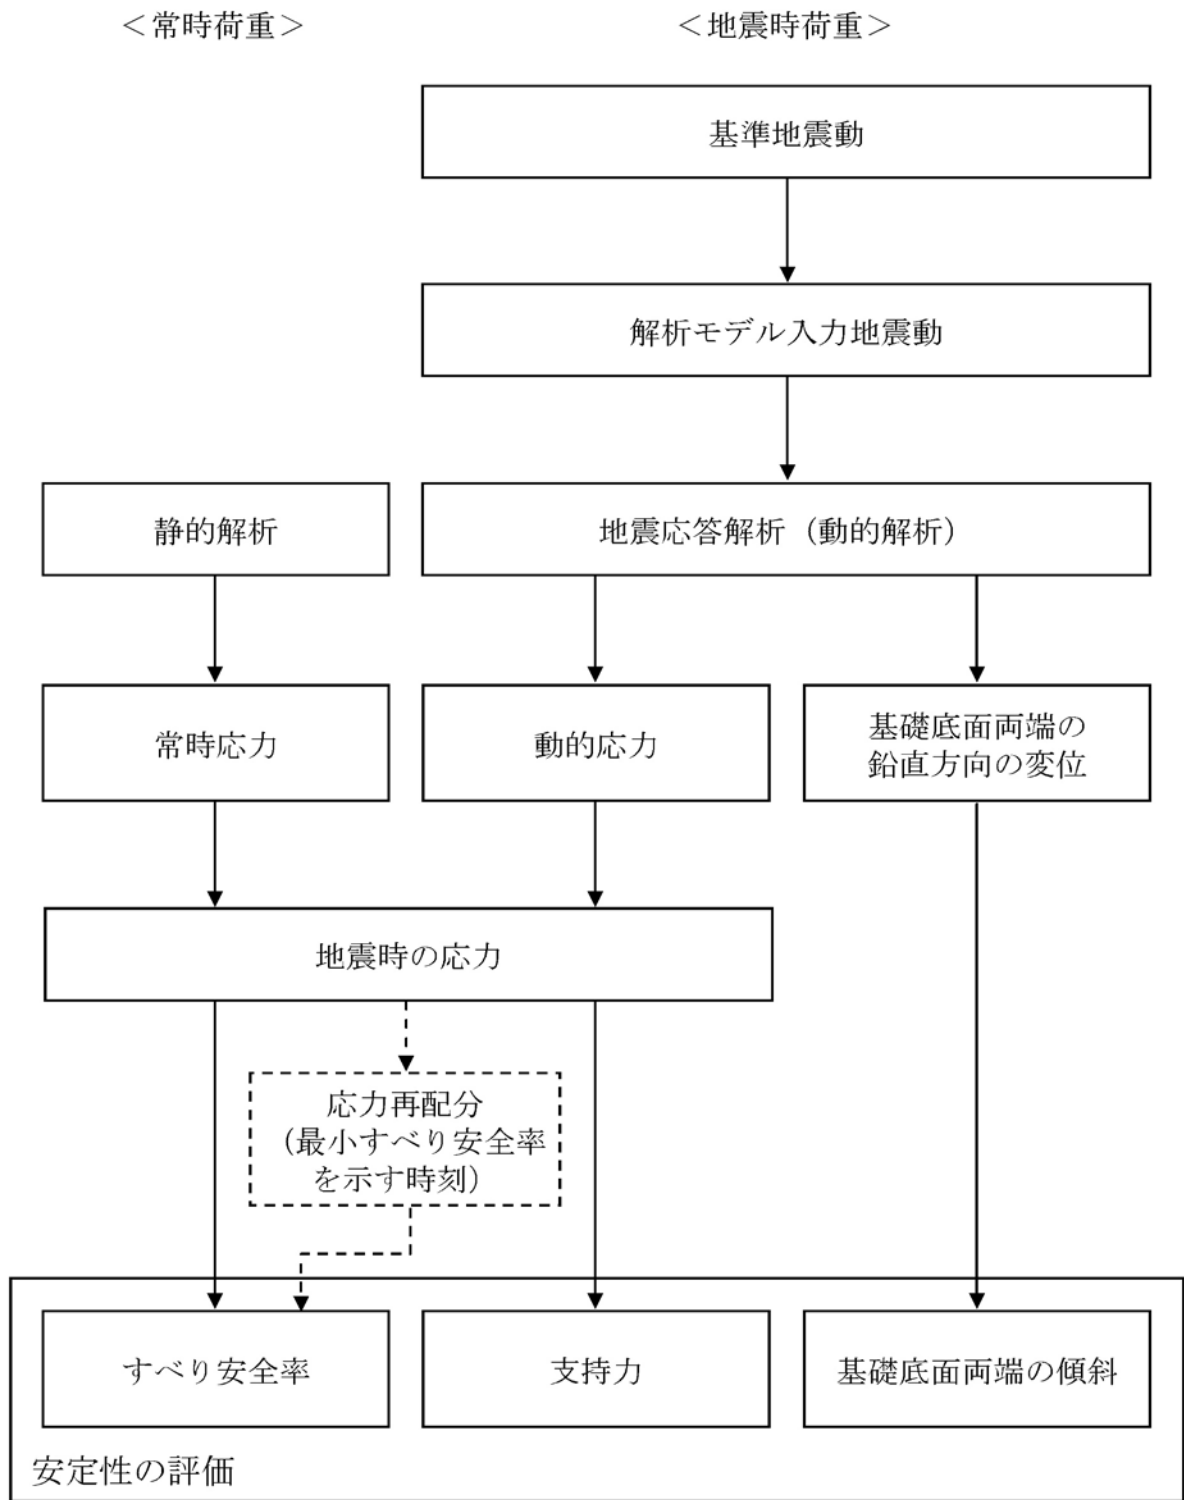 ＜常時荷重＞
＜地震時荷重＞
基準地震動
解析モデル入力地震動
静的解析
地震応答解析（動的解析）
常時応力
動的応力
基礎底面両端の
鉛直方向の変位
地震時の応力
応力再配分
（最小すべり安全率
を示す時刻）
すべり安全率
支持力
基礎底面両端の傾斜
安定性の評価